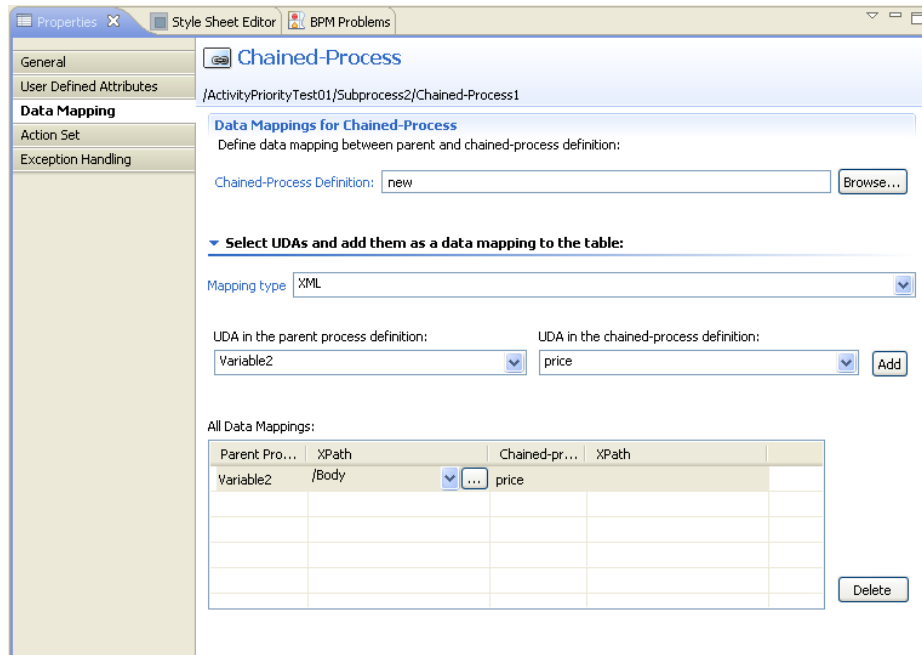 Properties Style Sheet Editor BPM Problems
General
User Defined Attributes
Data Mapping
Action Set
Exception Handling
Chained-Process
/ActivityPriorityTest01/Subprocess2/Chained-Process1
Data Mappings for Chained-Process
Define data mapping between parent and chained-process definition:
Chained-Process Definition: new Browse...
Select UDAs and add them as a data mapping to the table:
Mapping type XML
UDA in the parent process definition: UDA in the chained-process definition:
Variable2 price Add
All Data Mappings:
Parent Pro... XPath Chained-pr... XPath
Variable2 /Body ... price
Delete